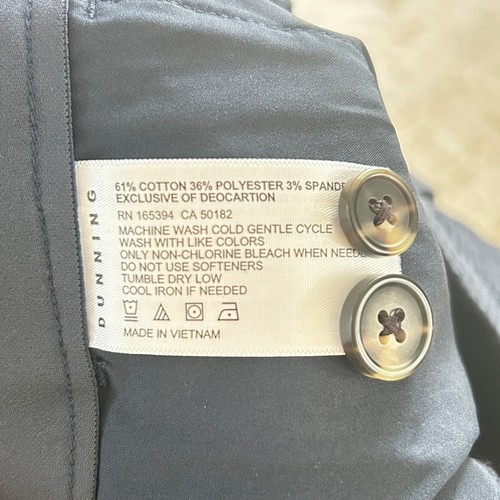 DUNNING
61% COTTON 36% POLYESTER 3% SPANDE
EXCLUSIVE OF DEOCARTION
RN 165394 CA 50182
MACHINE WASH COLD GENTLE CYCLE
WASH WITH LIKE COLORS
ONLY NON-CHLORINE BLEACH WHEN NEEDE
DO NOT USE SOFTENERS
TUMBLE DRY LOW
COOL IRON IF NEEDED
MADE IN VIETNAM